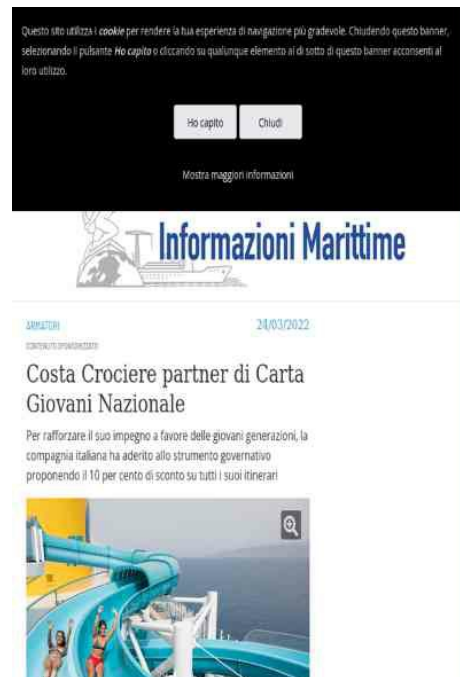 Questo sito utilizza i cookie per rendere la tua esperienza di navigazione più gradevole. Chiudendo questo banner,
selezionando il pulsante Ho capito o cliccando su qualunque elemento al di sotto di questo banner acconsenti al
loro utilizzo.
Ho capito Chiudi
Mostra maggiori informazioni
Informazioni Marittime
ARMATORI 24/03/2022
CONTENUTO SPONSORIZZATO
Costa Crociere partner di Carta
Giovani Nazionale
Per rafforzare il suo impegno a favore delle giovani generazioni, la
compagnia italiana ha aderito allo strumento governativo
proponendo il 10 per cento di sconto su tutti i suoi itinerari